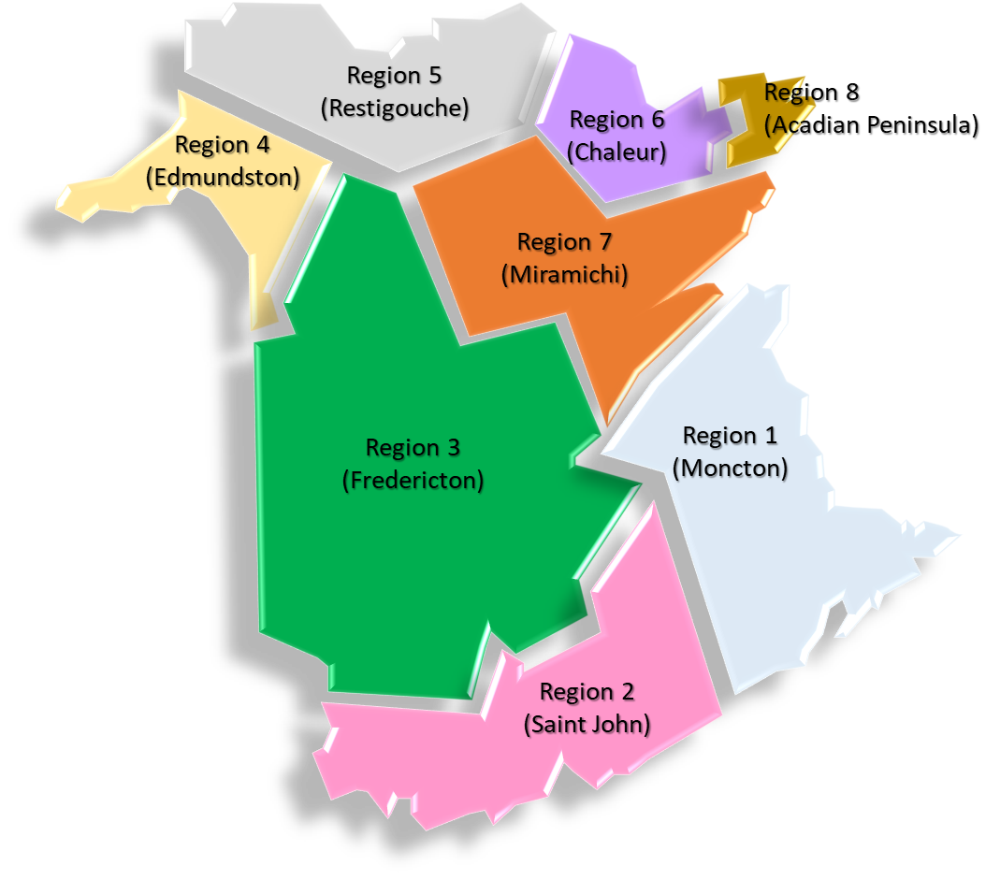 Region 5
(Restigouche)
Region 8
(Acadian Peninsula)
Region 6
(Chaleur)
Region 4
(Edmundston)
Region 7
(Miramichi)
Region 1
(Moncton)
Region 3
(Fredericton)
Region 2
(Saint John)